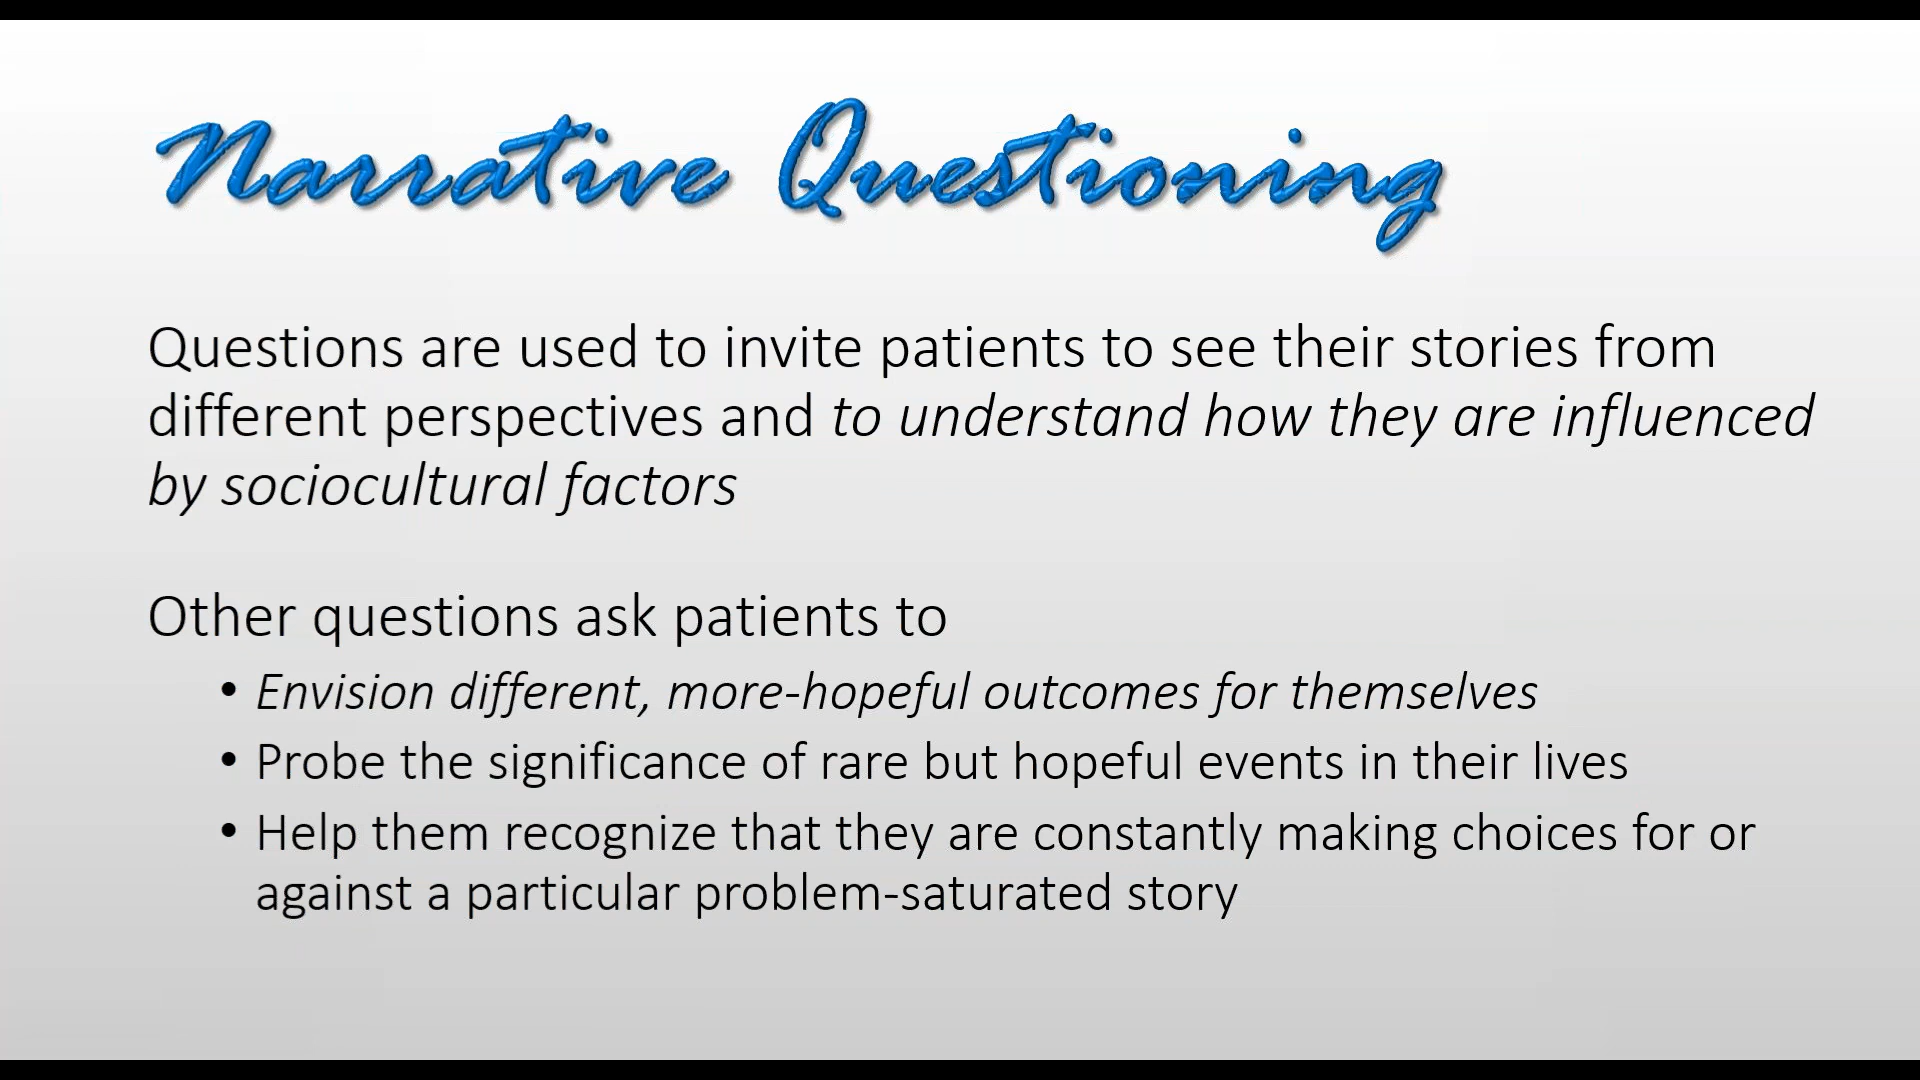 Narrative Questioning
Questions are used to invite patients to see their stories from
different perspectives and to understand how they are influenced
by sociocultural factors
Other questions ask patients to
• Envision different, more-hopeful outcomes for themselves
• Probe the significance of rare but hopeful events in their lives
• Help them recognize that they are constantly making choices for or
against a particular problem-saturated story